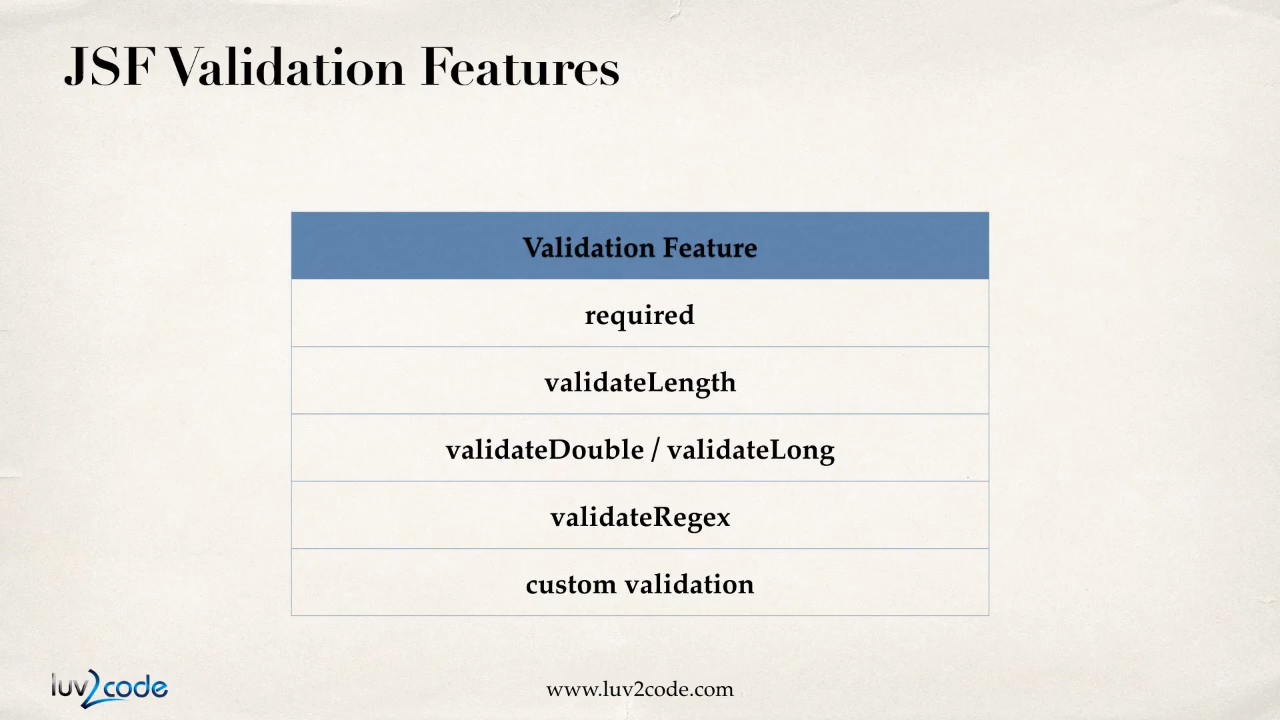 JSF Validation Features
Validation Feature
required
validateLength
validateDouble / validateLong
validateRegex
custom validation
luv2code
www.luv2code.com